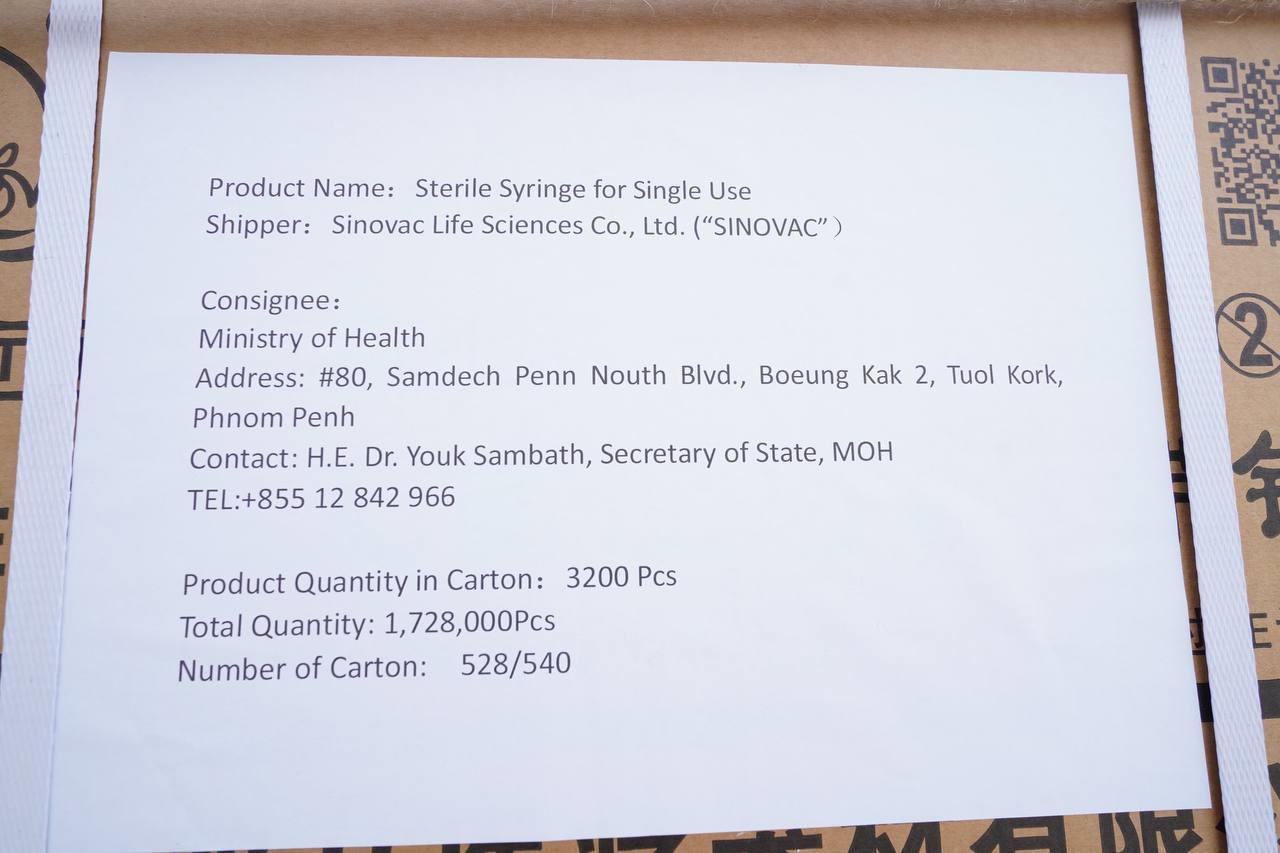 Product Name： Sterile Syringe for Single Use
Shipper： Sinovac Life Sciences Co., Ltd. (“SINOVAC”）
Consignee：
Ministry of Health
Address: #80, Samdech Penn Nouth Blvd., Boeung Kak 2, Tuol Kork,
Phnom Penh
Contact: H.E. Dr. Youk Sambath, Secretary of State, MOH
TEL:+855 12 842 966
Product Quantity in Carton： 3200 Pcs
Total Quantity: 1,728,000Pcs
Number of Carton: 528/540
2